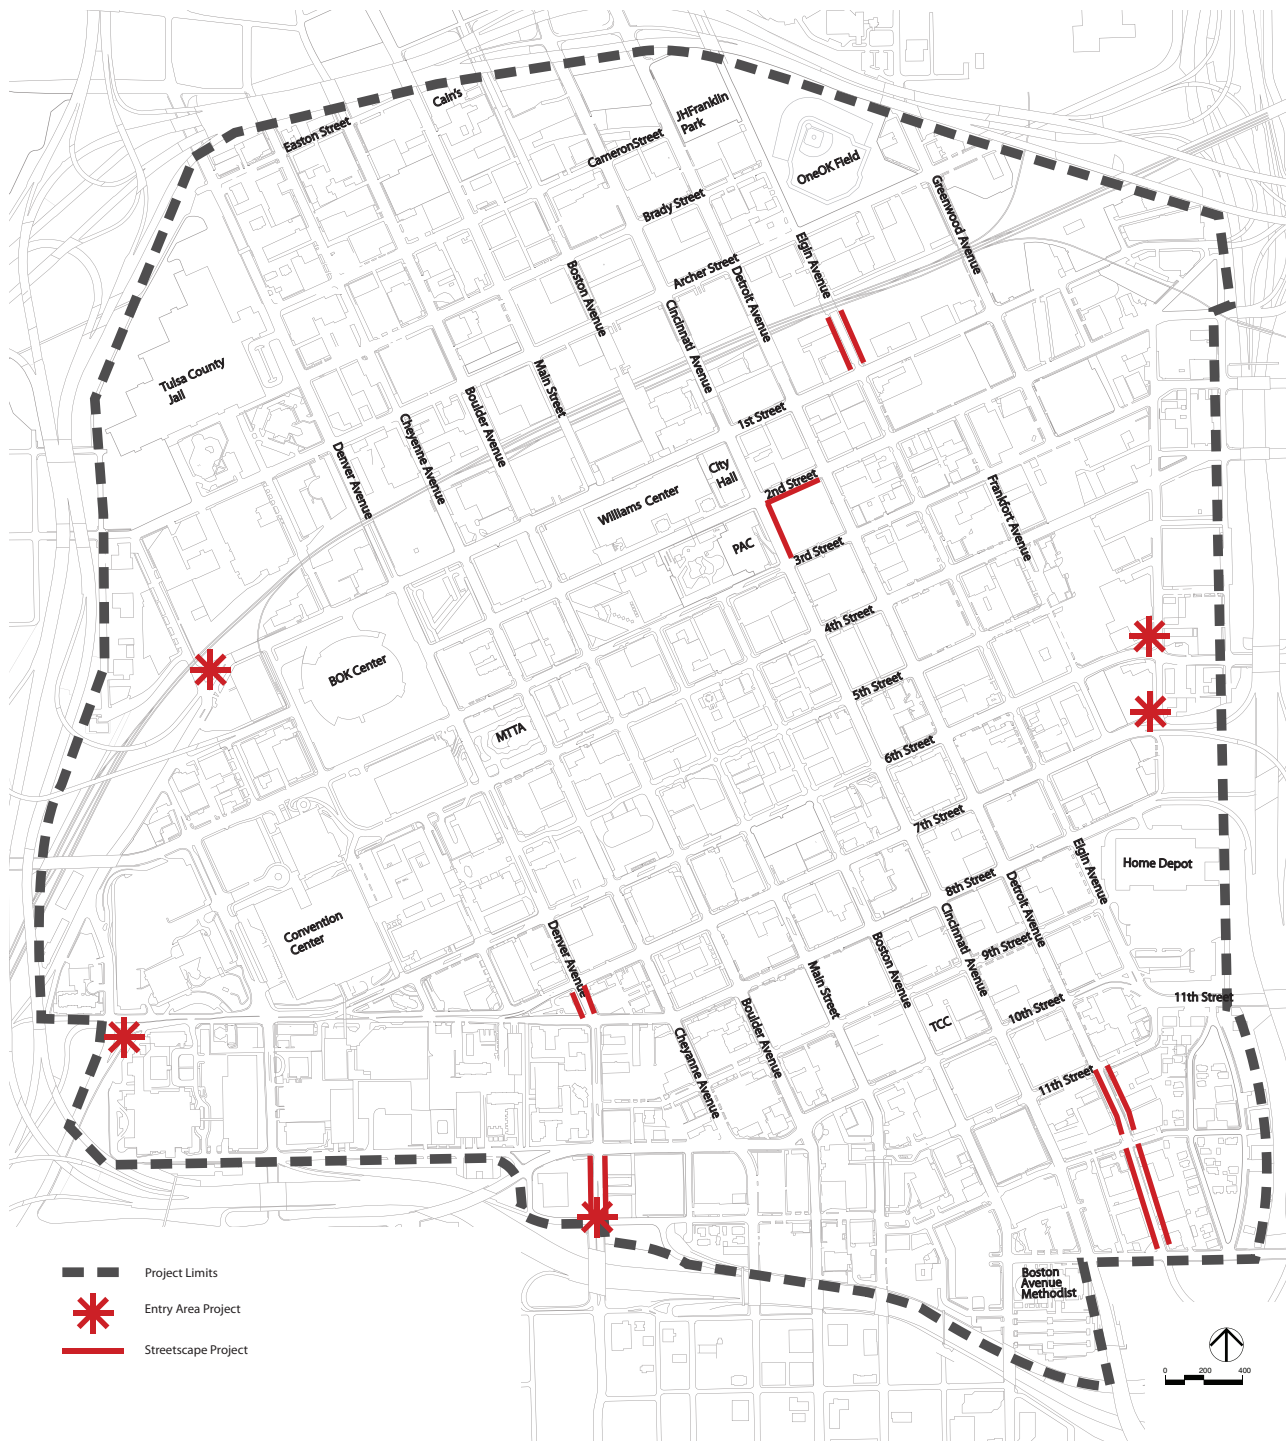 Cain's
Easton Street
JHFranklin
Park
CameronStreet
OneOK Field
Brady Street
Greenwood Avenue
Elgin Avenue
Archer Street
Boston Avenue
Detroit Avenue
Cincinnati Avenue
Tulsa County
Jail
Main Street
Boulder Avenue
Cheyenne Avenue
Denver Avenue
1st Street
City
Hall
2nd Street
Williams Center
Frankfort Avenue
PAC
3rd Street
4th Street
BOK Center
5th Street
MTTA
6th Street
7th Street
Elgin Avenue
Home Depot
8th Street
Detroit Avenue
Convention
Center
Denver Avenue
Cincinnati Avenue
9th Street
Boston Avenue
Main Street
11th Street
Boulder Avenue
10th Street
TCC
Cheyanne Avenue
11th Street
Boston
Avenue
Methodist
Project Limits
Entry Area Project
Streetscape Project
0 200 400